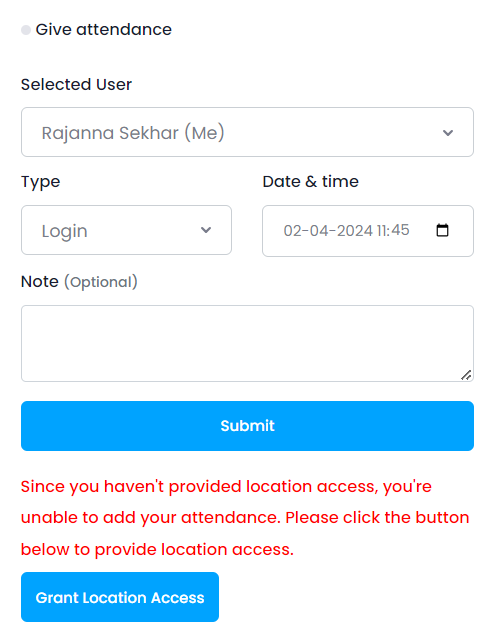 Give attendance
Selected User
Rajanna Sekhar (Me)
Type
Date & time
Login
02-04-2024 11:45
Note (Optional)
Submit
Since you haven't provided location access, you're
unable to add your attendance. Please click the button
below to provide location access.
Grant Location Access